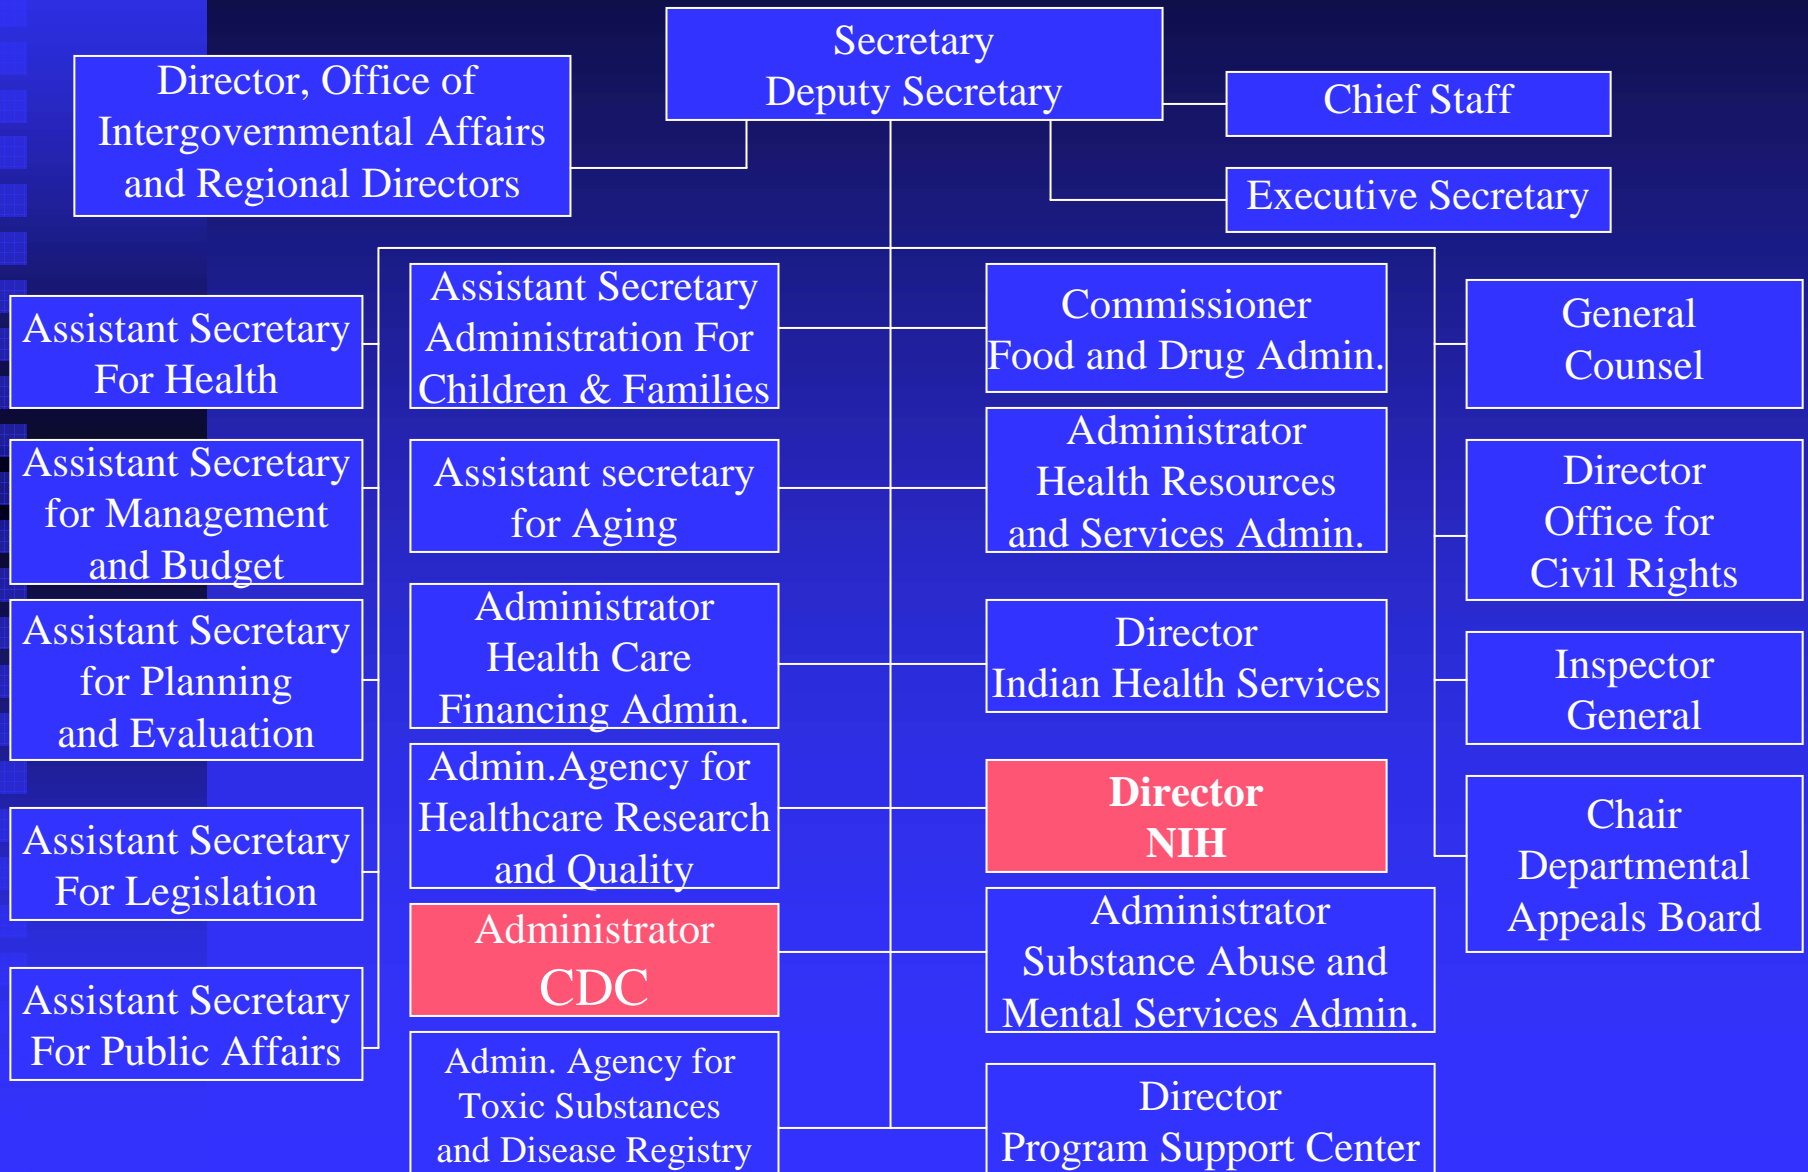 Secretary
Deputy Secretary
Director, Office of
Intergovernmental Affairs
and Regional Directors
Chief Staff
Executive Secretary
Assistant Secretary
For Health
Assistant Secretary
for Management
and Budget
Assistant Secretary
for Planning
and Evaluation
Assistant Secretary
For Legislation
Assistant Secretary
For Public Affairs
Assistant Secretary
Administration For
Children & Families
Assistant secretary
for Aging
Administrator
Health Care
Financing Admin.
Admin.Agency for
Healthcare Research
and Quality
Administrator
CDC
Admin. Agency for
Toxic Substances
and Disease Registry
Commissioner
Food and Drug Admin.
Administrator
Health Resources
and Services Admin.
Director
Indian Health Services
Director
NIH
Administrator
Substance Abuse and
Mental Services Admin.
Director
Program Support Center
General
Counsel
Director
Office for
Civil Rights
Inspector
General
Chair
Departmental
Appeals Board